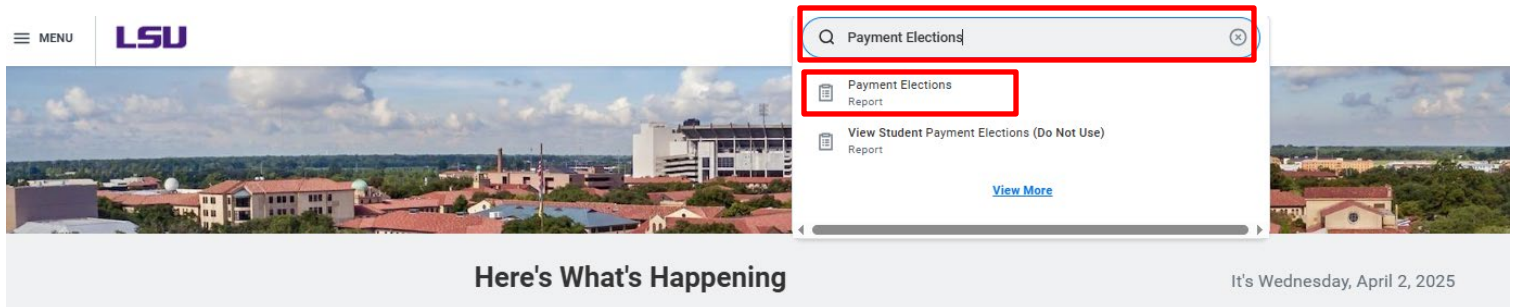 MENU
LSU
Payment Elections
Payment Elections
Report
View Student Payment Elections (Do Not Use)
Report
View More
Here's What's Happening
It's Wednesday, April 2, 2025